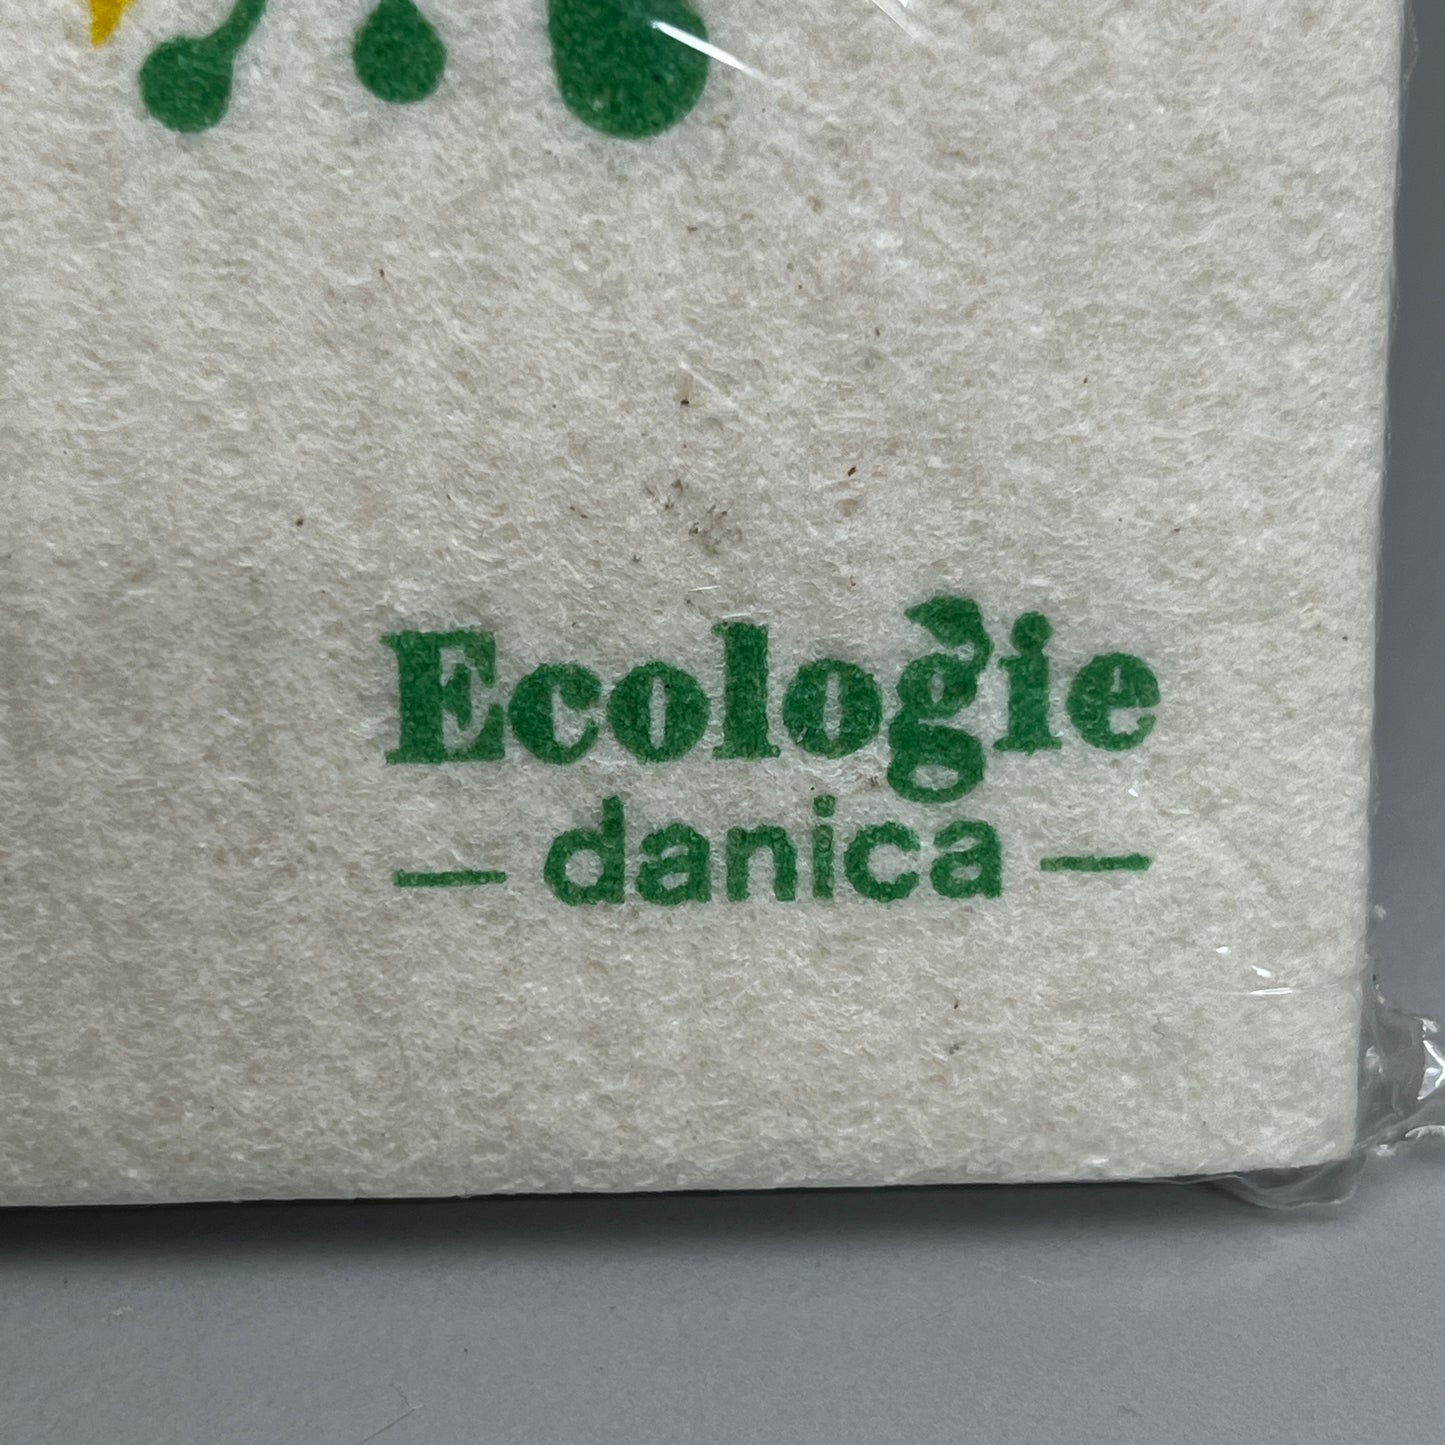 Ecologie
— danica —